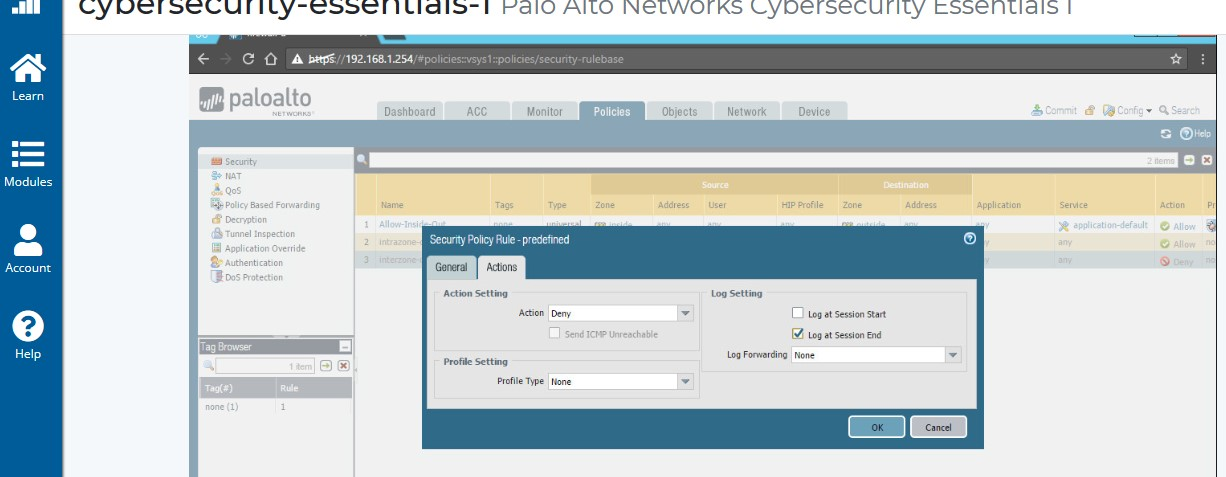 cybersecurity-essentials-1 Palo Alto Networks Cybersecurity Essentials I
Learn
Modules
Account
Help
https://192.168.1.254/#policies:vsys1::policies/security-rulebase
paloalto
NETWORKS
Dashboard ACC Monitor Policies Objects Network Device
Commit Config Search
Help
Security
NAT
QoS
Policy Based Forwarding
Decryption
Tunnel Inspection
Application Override
Authentication
DoS Protection
2 items
Source Destination
Name Tags Type Zone Address User HIP Profile Zone Address Application Service Action
1 Allow-Inside-Out none universal inside any any any outside any any application-default Allow
2 any Allow
3 any Deny
Security Policy Rule - predefined
General Actions
Action Setting
Action Deny
Send ICMP Unreachable
Profile Setting
Profile Type None
Log Setting
Log at Session Start
Log at Session End
Log Forwarding None
OK Cancel
Tag Browser
1 item
Tag(#) Rule
none (1) 1